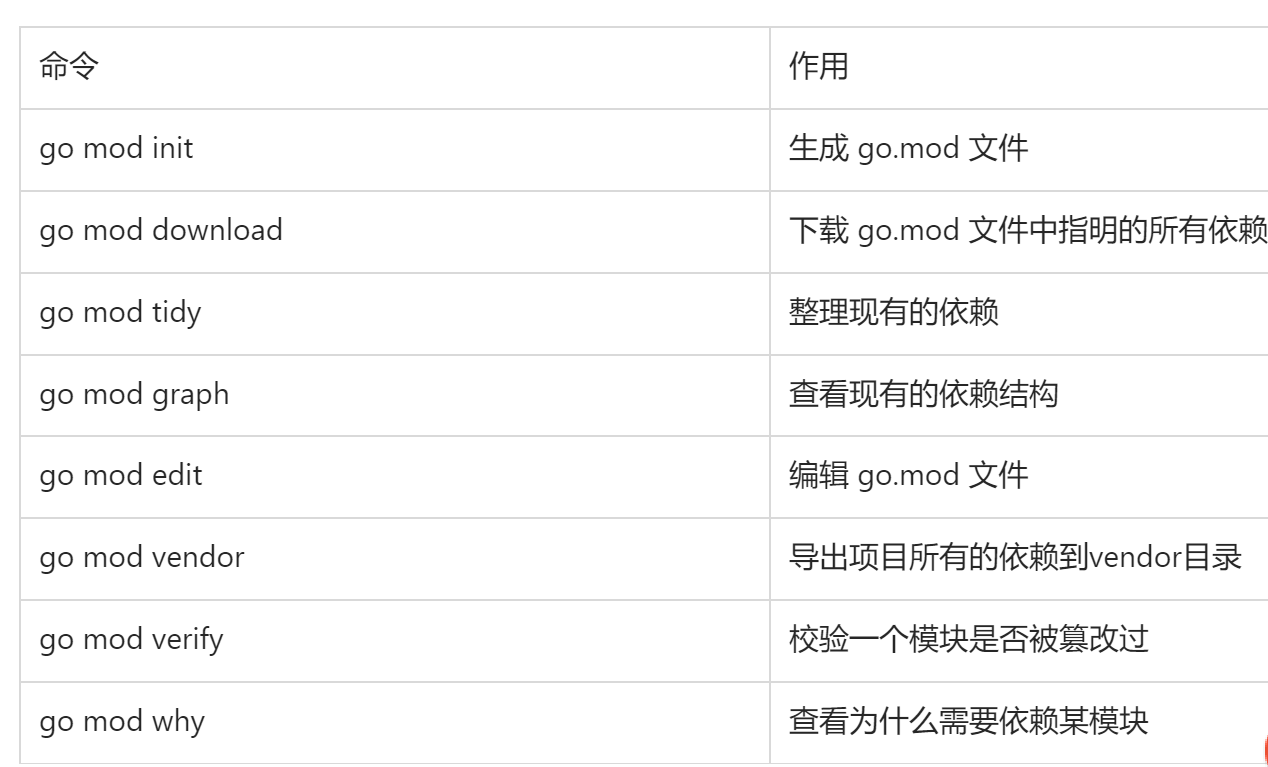 命令 作用
go mod init 生成 go.mod 文件
go mod download 下载 go.mod 文件中指明的所有依赖
go mod tidy 整理现有的依赖
go mod graph 查看现有的依赖结构
go mod edit 编辑 go.mod 文件
go mod vendor 导出项目所有的依赖到vendor目录
go mod verify 校验一个模块是否被篡改过
go mod why 查看为什么需要依赖某模块